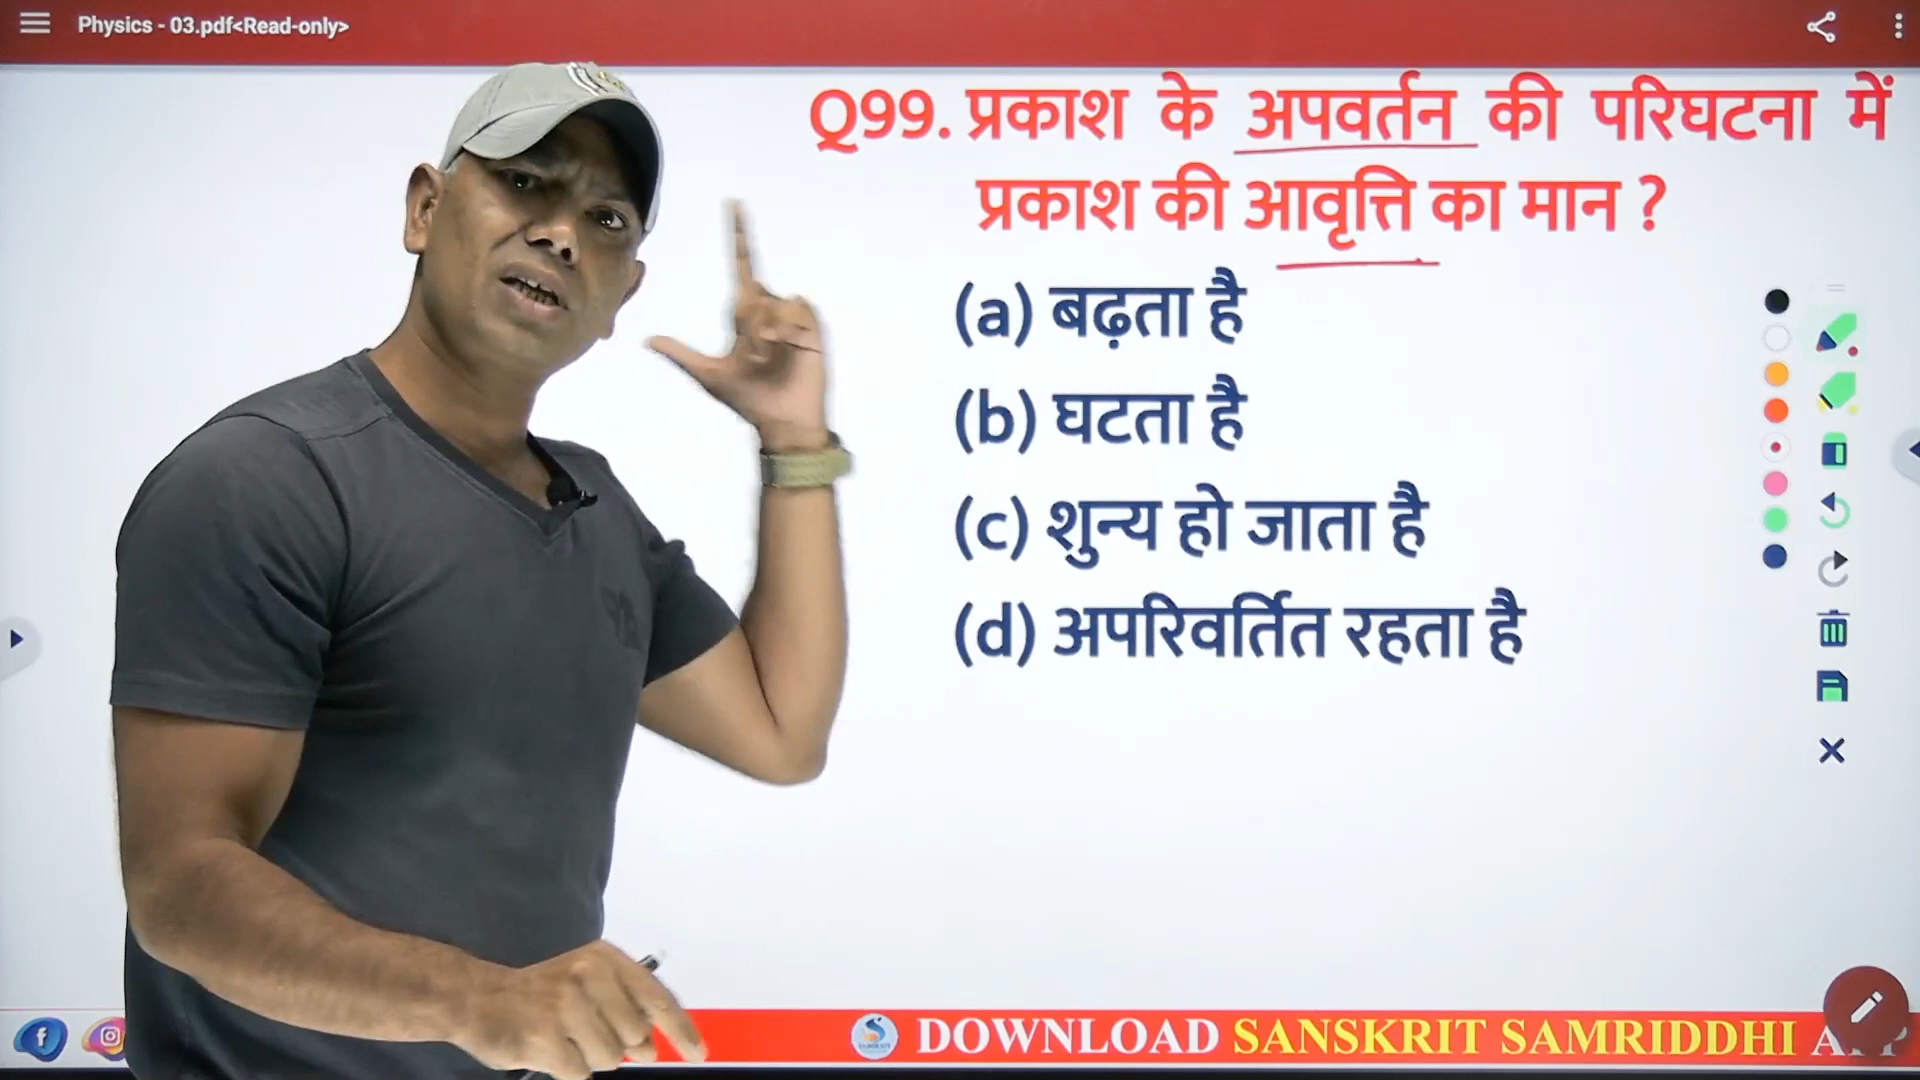 Physics - 03.pdf<Read-only>
Q99. प्रकाश के अपवर्तन की परिघटना में
प्रकाश की आवृत्ति का मान ?
(a) बढ़ता है
(b) घटता है
(c) शुन्य हो जाता है
(d) अपरिवर्तित रहता है
DOWNLOAD SANSKRIT SAMRIDDHI